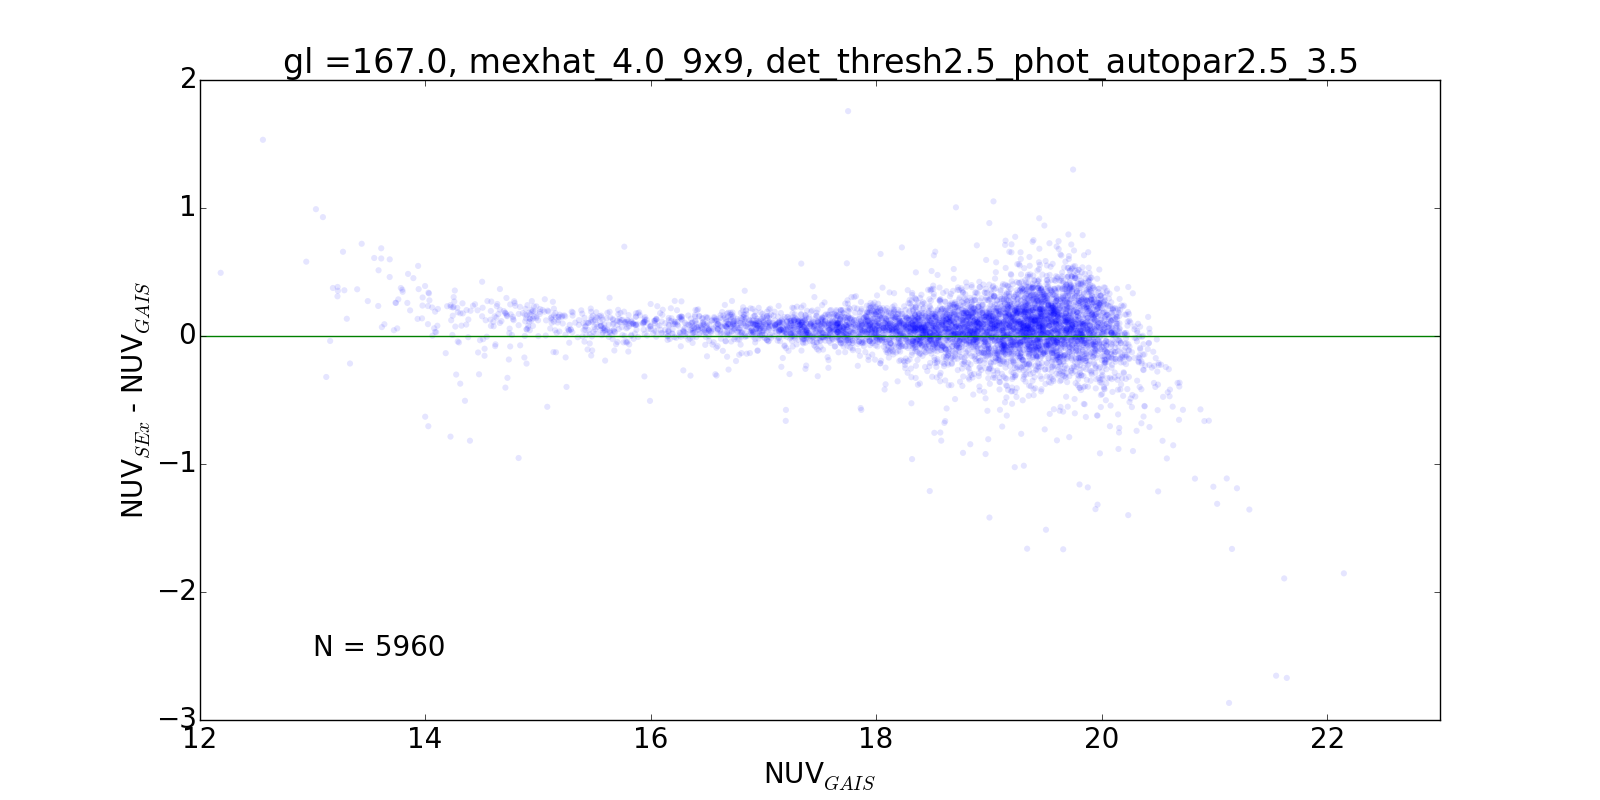 gl =167.0, mexhat_4.0_9x9, det_thresh2.5_phot_autopar2.5_3.5
2
1
0
−1
−2
−3
NUV_SEx - NUV_GAIS
N = 5960
12 14 16 18 20 22
NUV_GAIS